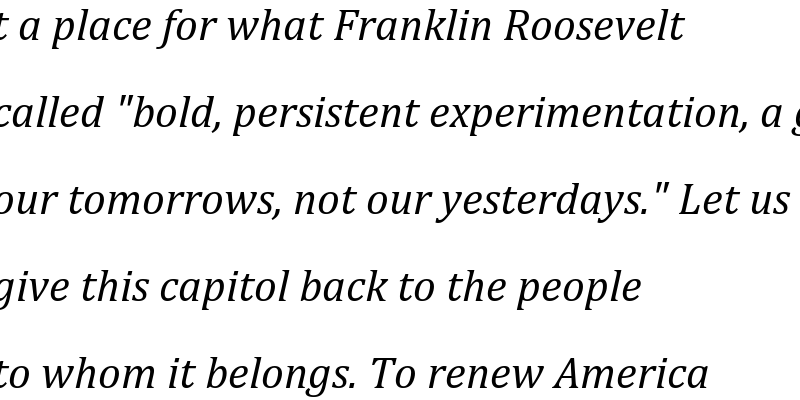 a place for what Franklin Roosevelt
called "bold, persistent experimentation, a
our tomorrows, not our yesterdays." Let us
give this capitol back to the people
to whom it belongs. To renew America